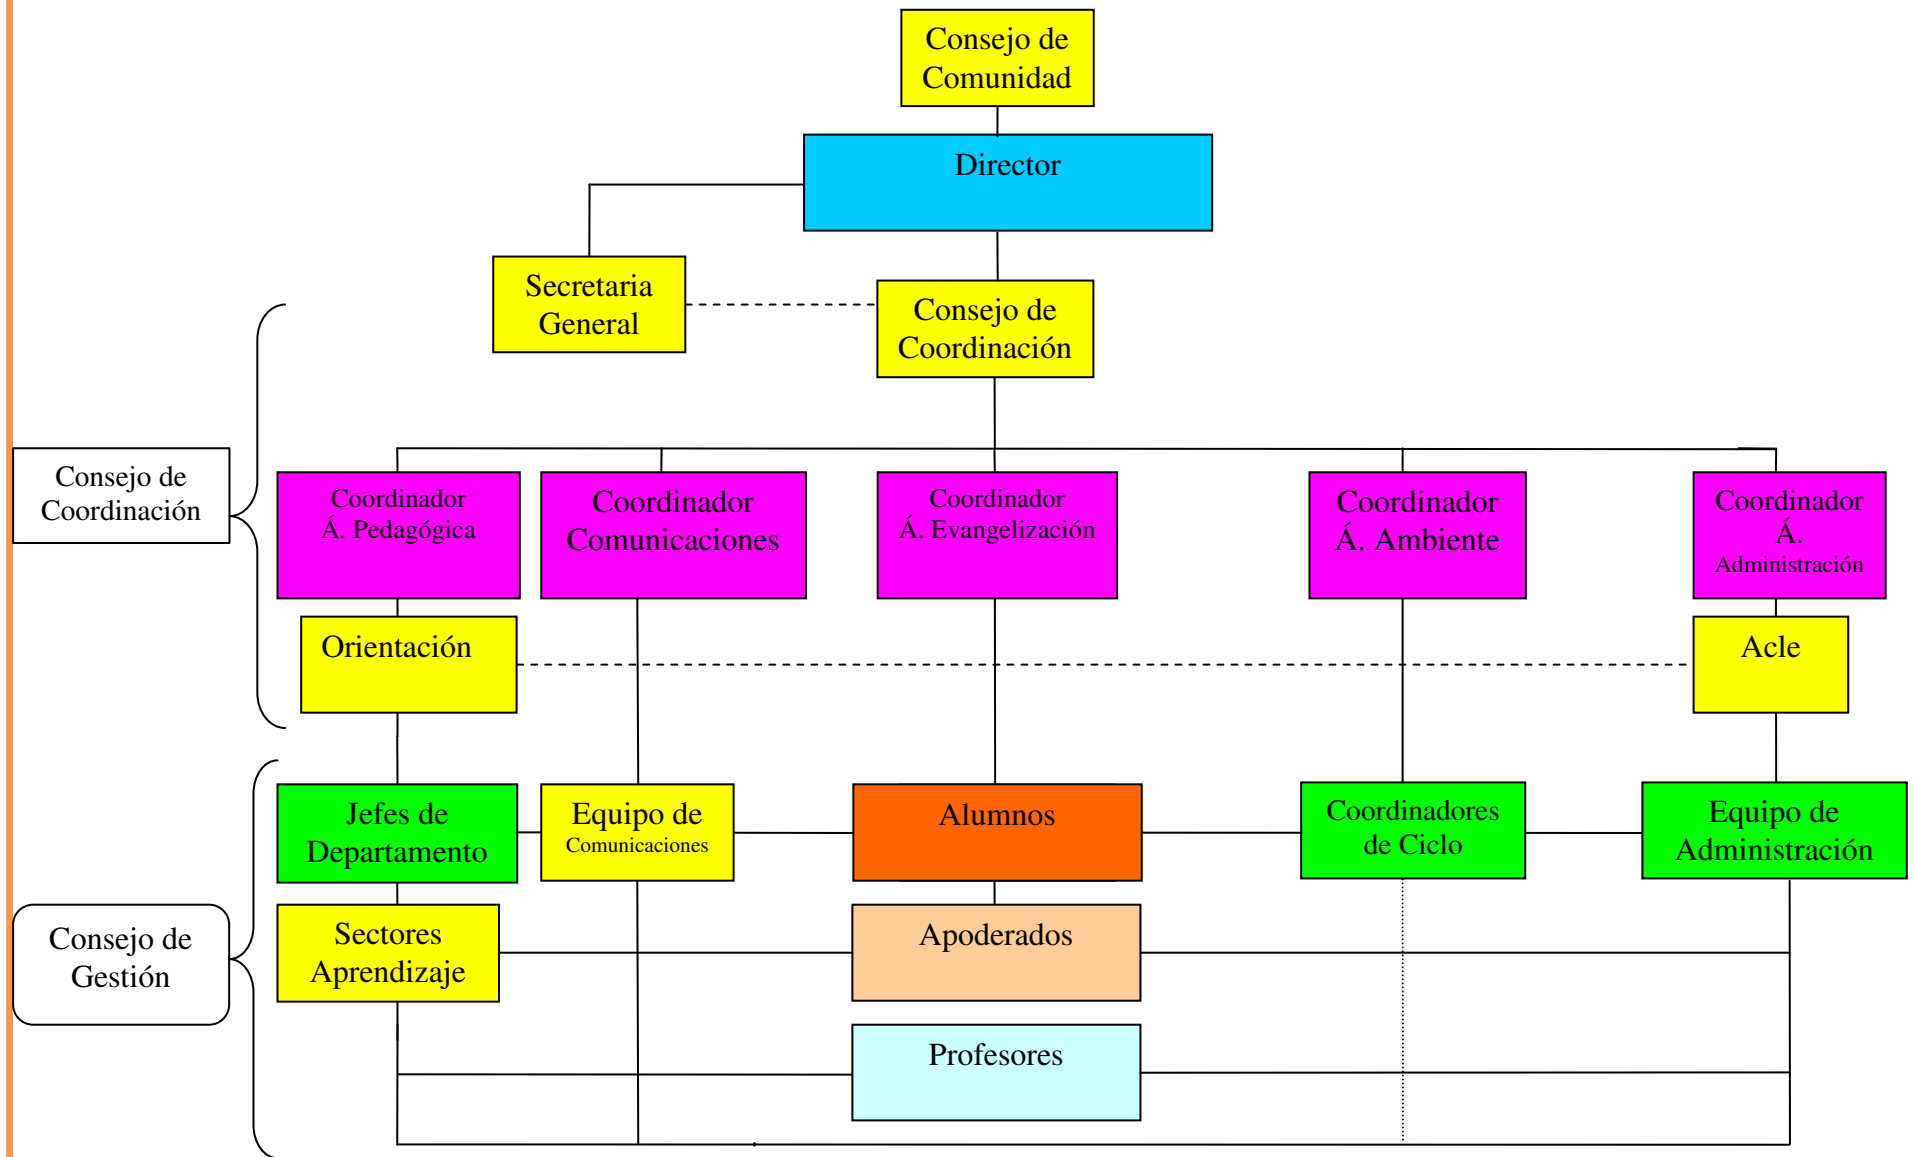 Consejo de
Comunidad
Director
Secretaria
General
Consejo de
Coordinación
Consejo de
Coordinación
Coordinador
Á. Pedagógica
Coordinador
Comunicaciones
Coordinador
Á. Evangelización
Coordinador
Á. Ambiente
Coordinador
Á.
Administración
Orientación
Acle
Jefes de
Departamento
Equipo de
Comunicaciones
Alumnos
Coordinadores
de Ciclo
Equipo de
Administración
Consejo de
Gestión
Sectores
Aprendizaje
Apoderados
Profesores